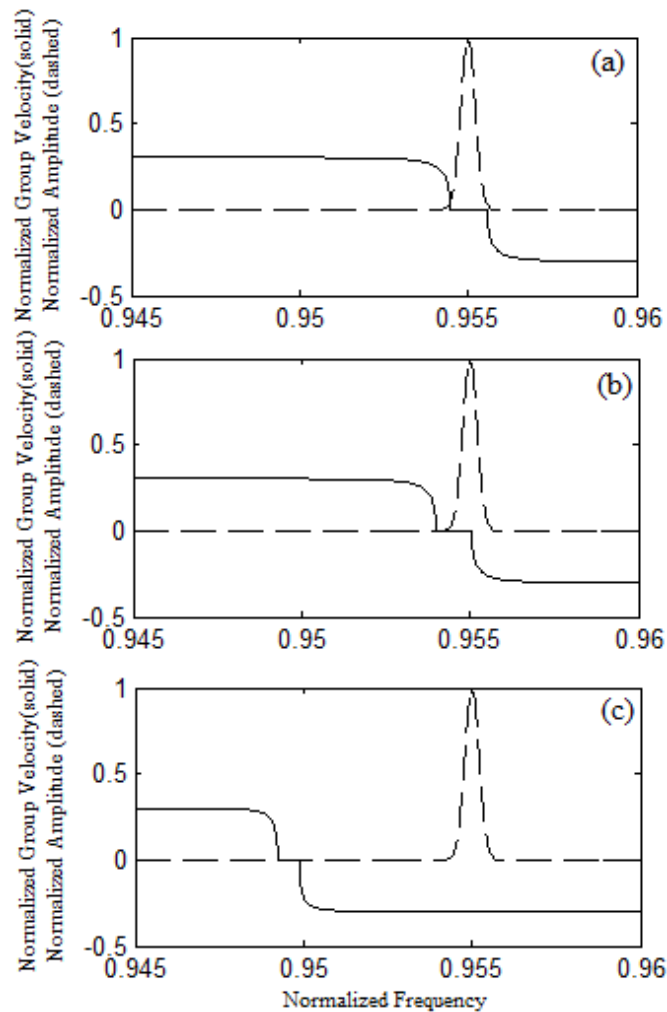 Normalized Group Velocity(solid)
Normalized Amplitude (dashed)
1
0.5
0
-0.5
0.945
0.95
0.955
0.96
(a)
Normalized Group Velocity(solid)
Normalized Amplitude (dashed)
1
0.5
0
-0.5
0.945
0.95
0.955
0.96
(b)
Normalized Group Velocity(solid)
Normalized Amplitude (dashed)
1
0.5
0
-0.5
0.945
0.95
0.955
0.96
(c)
Normalized Frequency